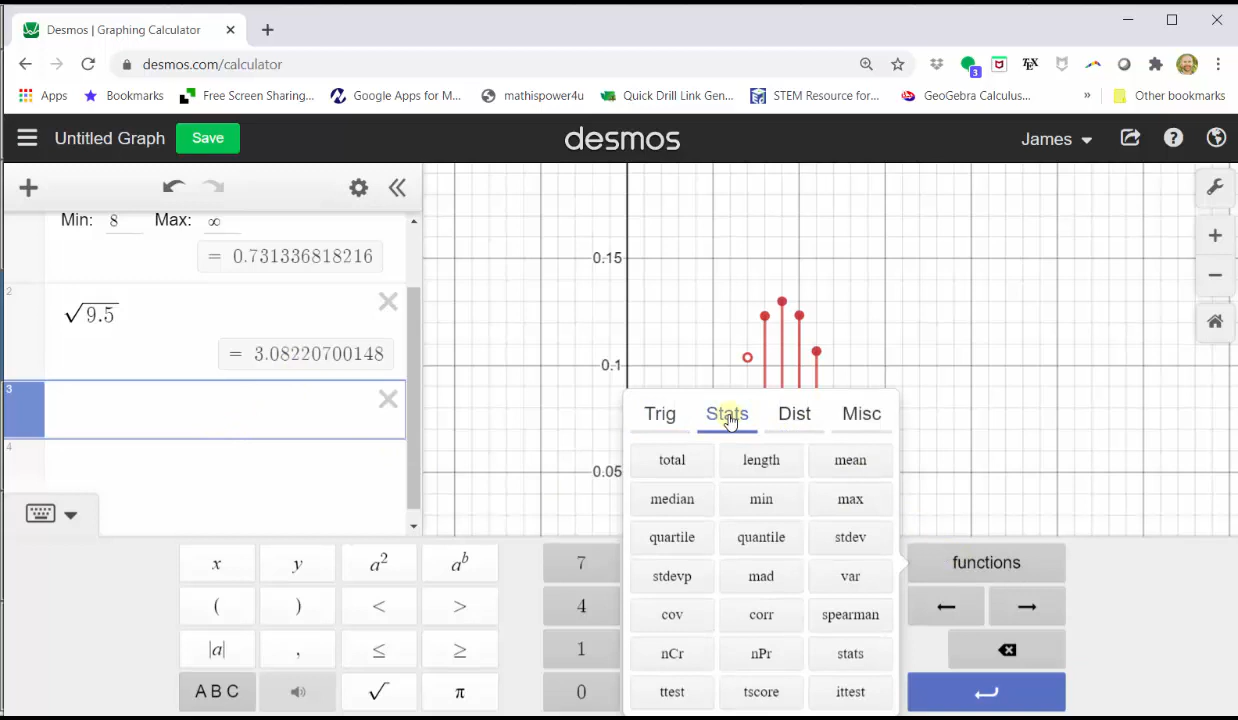 Desmos | Graphing Calculator
desmos.com/calculator
3
TEX
Apps Bookmarks Free Screen Sharing... Google Apps for M... mathispower4u Quick Drill Link Gen... STEM Resource for... GeoGebra Calculus... » Other bookmarks
Untitled Graph Save desmos James
Min: 8 Max: ∞
= 0.731336818216
2
√9.5
= 3.08220700148
3
4
0.15
0.1
0.05
Trig Stats Dist Misc
total length mean
median min max
quartile quantile stdev
stdevp mad var
cov corr spearman
nCr nPr stats
ttest tscore ittest
x y a² aᵇ 7 functions
( ) < > 4 ← →
|a| , ≤ ≥ 1
A B C √ π 0